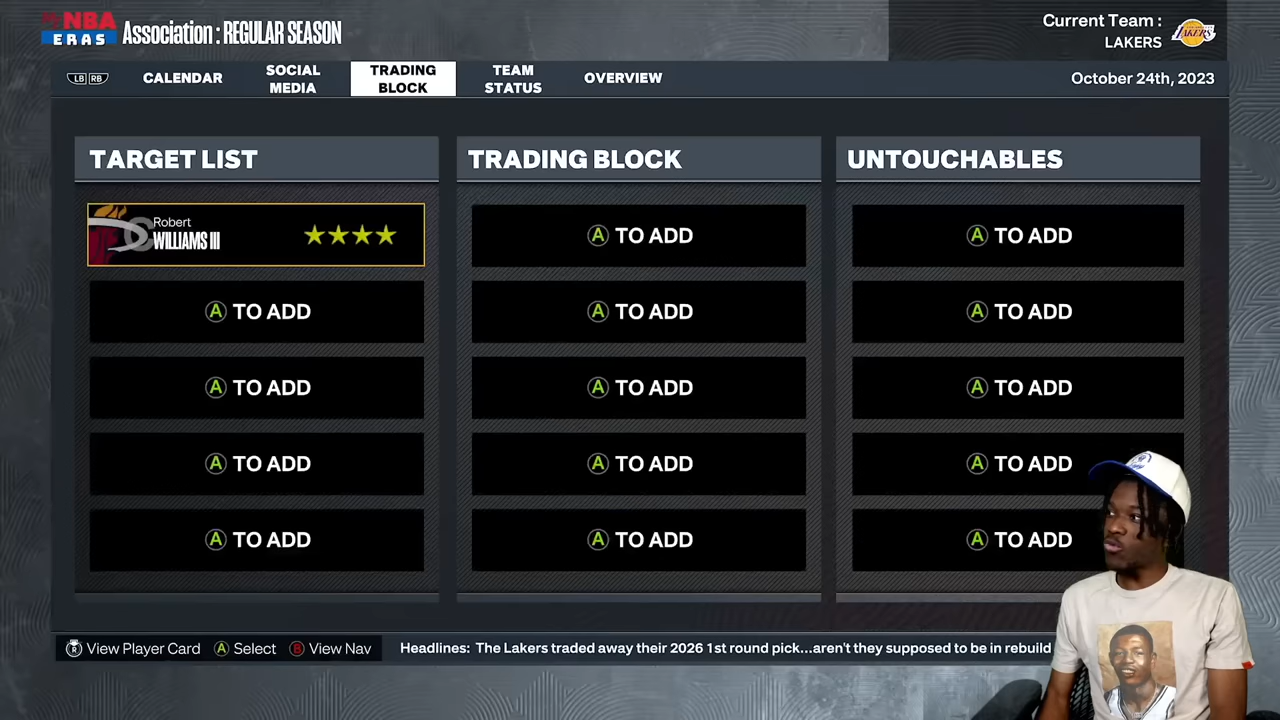 NBA
ERAS
Association : REGULAR SEASON
Current Team :
LAKERS
LAKERS
LB RB
CALENDAR
SOCIAL
MEDIA
TRADING
BLOCK
TEAM
STATUS
OVERVIEW
October 24th, 2023
TARGET LIST
TRADING BLOCK
UNTOUCHABLES
Robert
WILLIAMS III
A TO ADD
A TO ADD
A TO ADD
A TO ADD
A TO ADD
A TO ADD
A TO ADD
A TO ADD
A TO ADD
A TO ADD
A TO ADD
A TO ADD
A TO ADD
A TO ADD
R View Player Card A Select B View Nav
Headlines: The Lakers traded away their 2026 1st round pick...aren't they supposed to be in rebuild